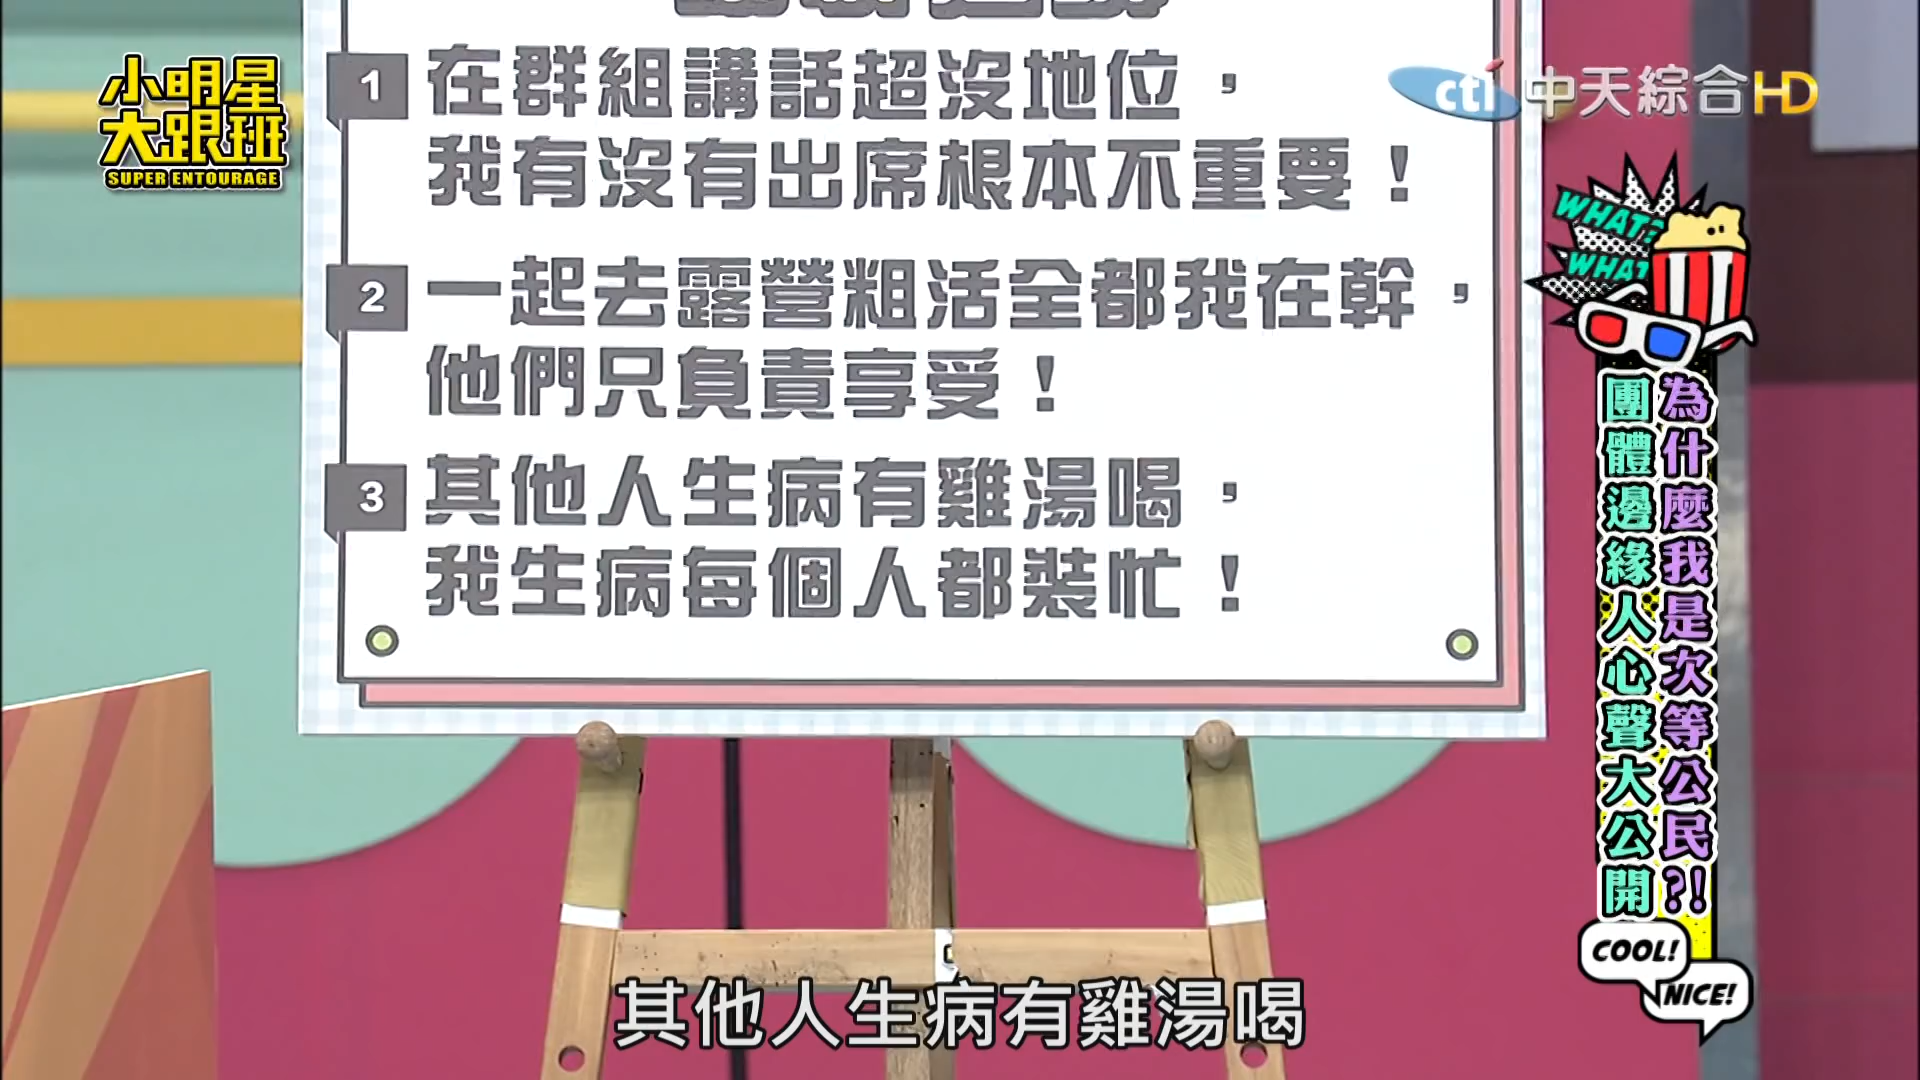 小明星
大跟班
SUPER ENTOURAGE
cti 中天綜合HD
1 在群組講話超沒地位，
我有沒有出席根本不重要！
2 一起去露營粗活全都我在幹，
他們只負責享受！
3 其他人生病有雞湯喝，
我生病每個人都裝忙！
WHAT?
WHAT
為什麼我是次等公民?!
團體邊緣人心聲大公開
COOL!
NICE!
其他人生病有雞湯喝